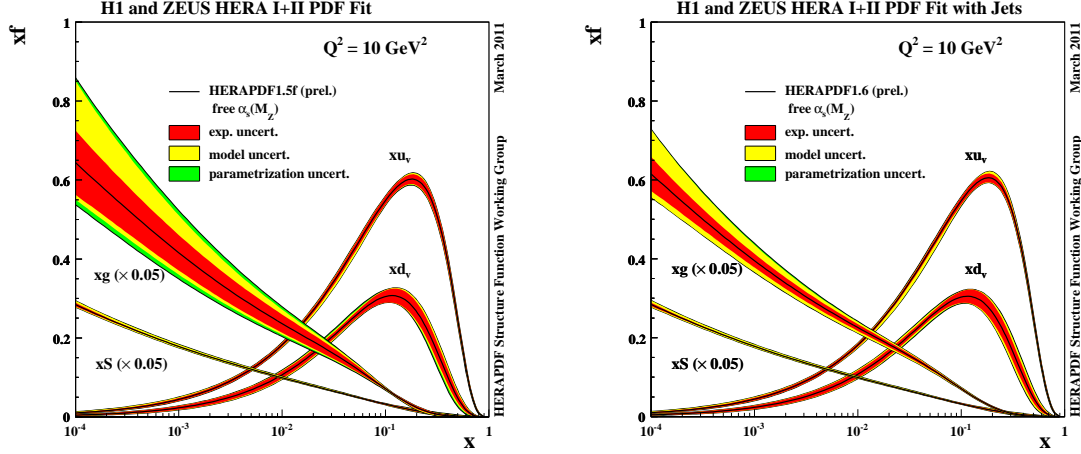 H1 and ZEUS HERA I+II PDF Fit
xf
Q² = 10 GeV²
HERAPDF1.5f (prel.)
free αs(MZ)
exp. uncert.
model uncert.
parametrization uncert.
xuv
xdv
xg (× 0.05)
xS (× 0.05)
1
0.8
0.6
0.4
0.2
0
10⁻⁴
10⁻³
10⁻²
10⁻¹
1
x
HERAPDF Structure Function Working Group
March 2011
H1 and ZEUS HERA I+II PDF Fit with Jets
xf
Q² = 10 GeV²
HERAPDF1.6 (prel.)
free αs(MZ)
exp. uncert.
model uncert.
parametrization uncert.
xuv
xdv
xg (× 0.05)
xS (× 0.05)
1
0.8
0.6
0.4
0.2
0
10⁻⁴
10⁻³
10⁻²
10⁻¹
1
x
HERAPDF Structure Function Working Group
March 2011